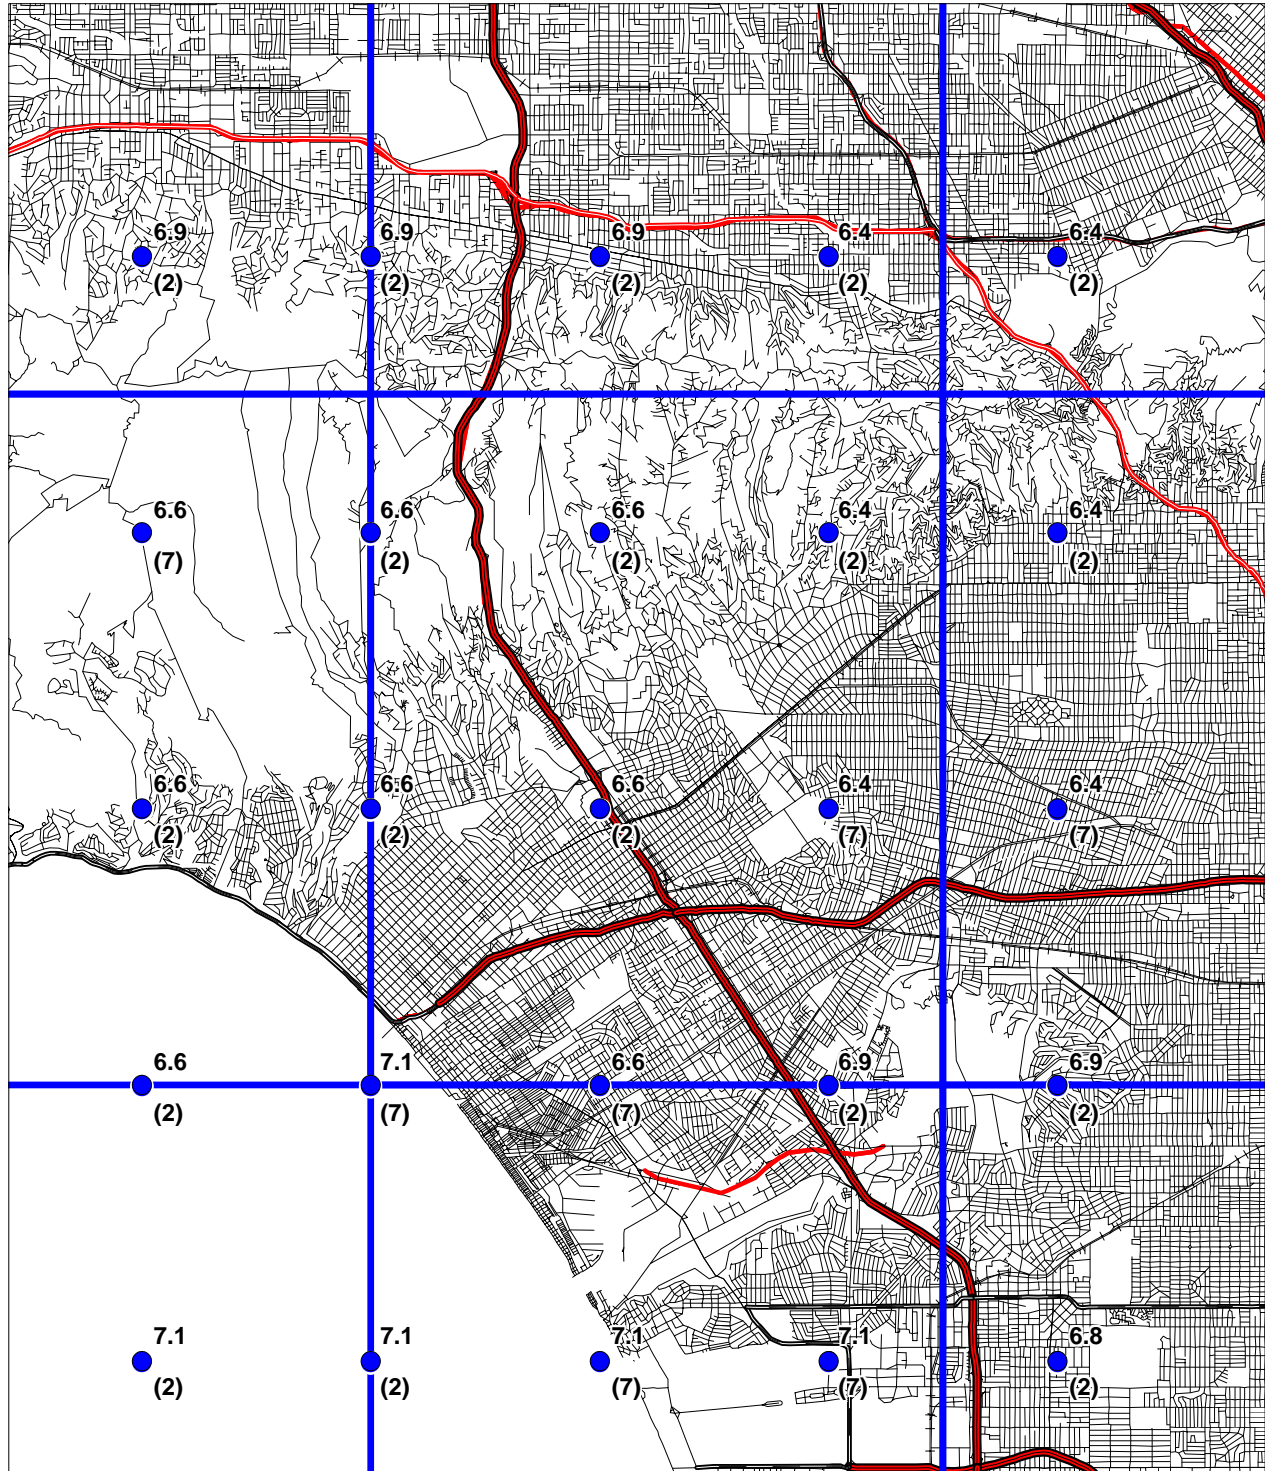 6.9 6.9 6.9 6.4 6.4
(2) (2) (2) (2) (2)
6.6 6.6 6.6 6.4 6.4
(7) (2) (2) (2) (2)
6.6 6.6 6.6 6.4 6.4
(2) (2) (2) (7) (7)
6.6 7.1 6.6 6.9 6.9
(2) (7) (7) (2) (2)
7.1 7.1 7.1 7.1 6.8
(2) (2) (7) (7) (2)